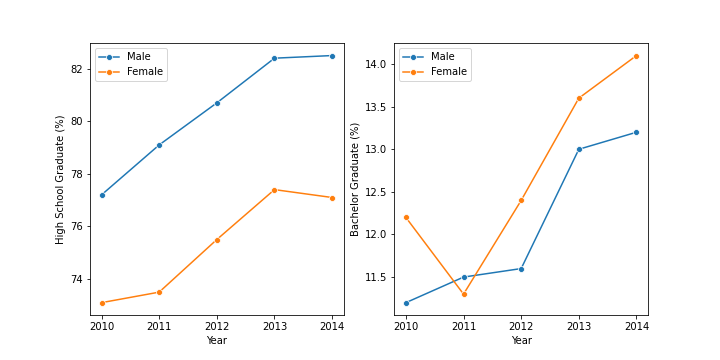 Male
Female
High School Graduate (%)
82
80
78
76
74
2010 2011 2012 2013 2014
Year
Male
Female
Bachelor Graduate (%)
14.0
13.5
13.0
12.5
12.0
11.5
2010 2011 2012 2013 2014
Year